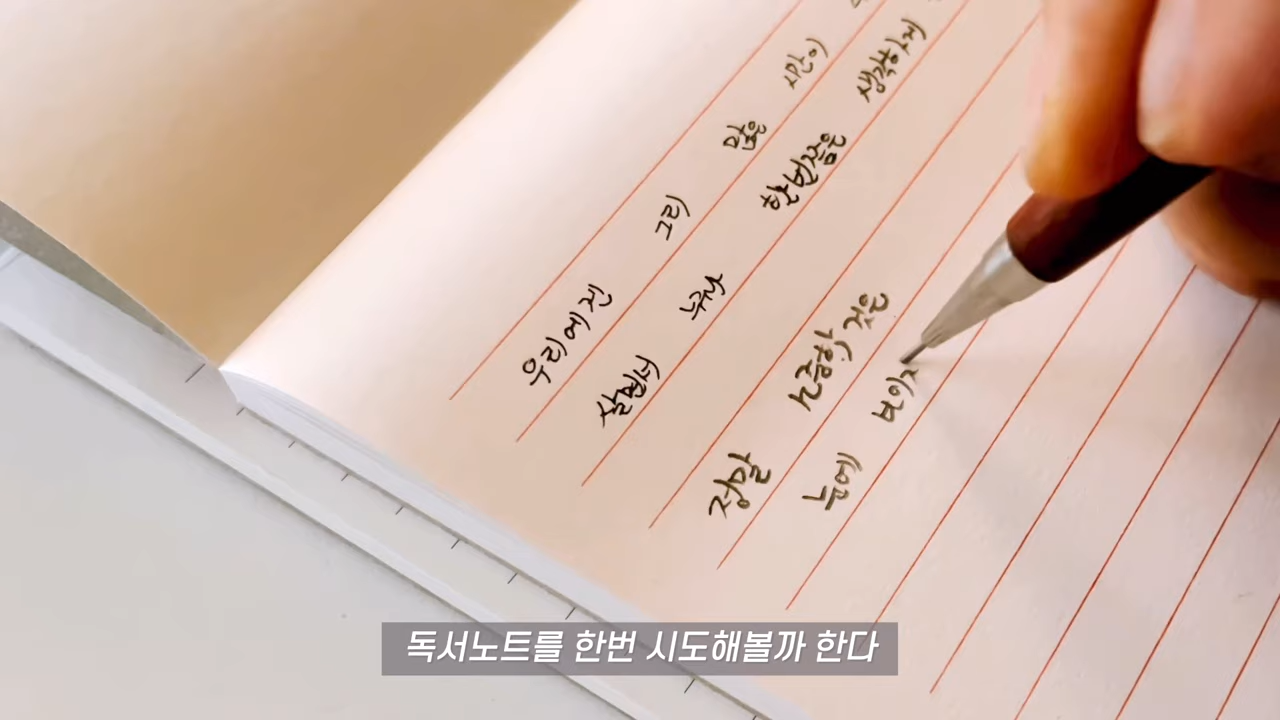 우리에겐 그리 많은 시간이
살면서 누구나 한번쯤은 생각하게
정말 소중한 것은
눈에 보이지
독서노트를 한번 시도해볼까 한다